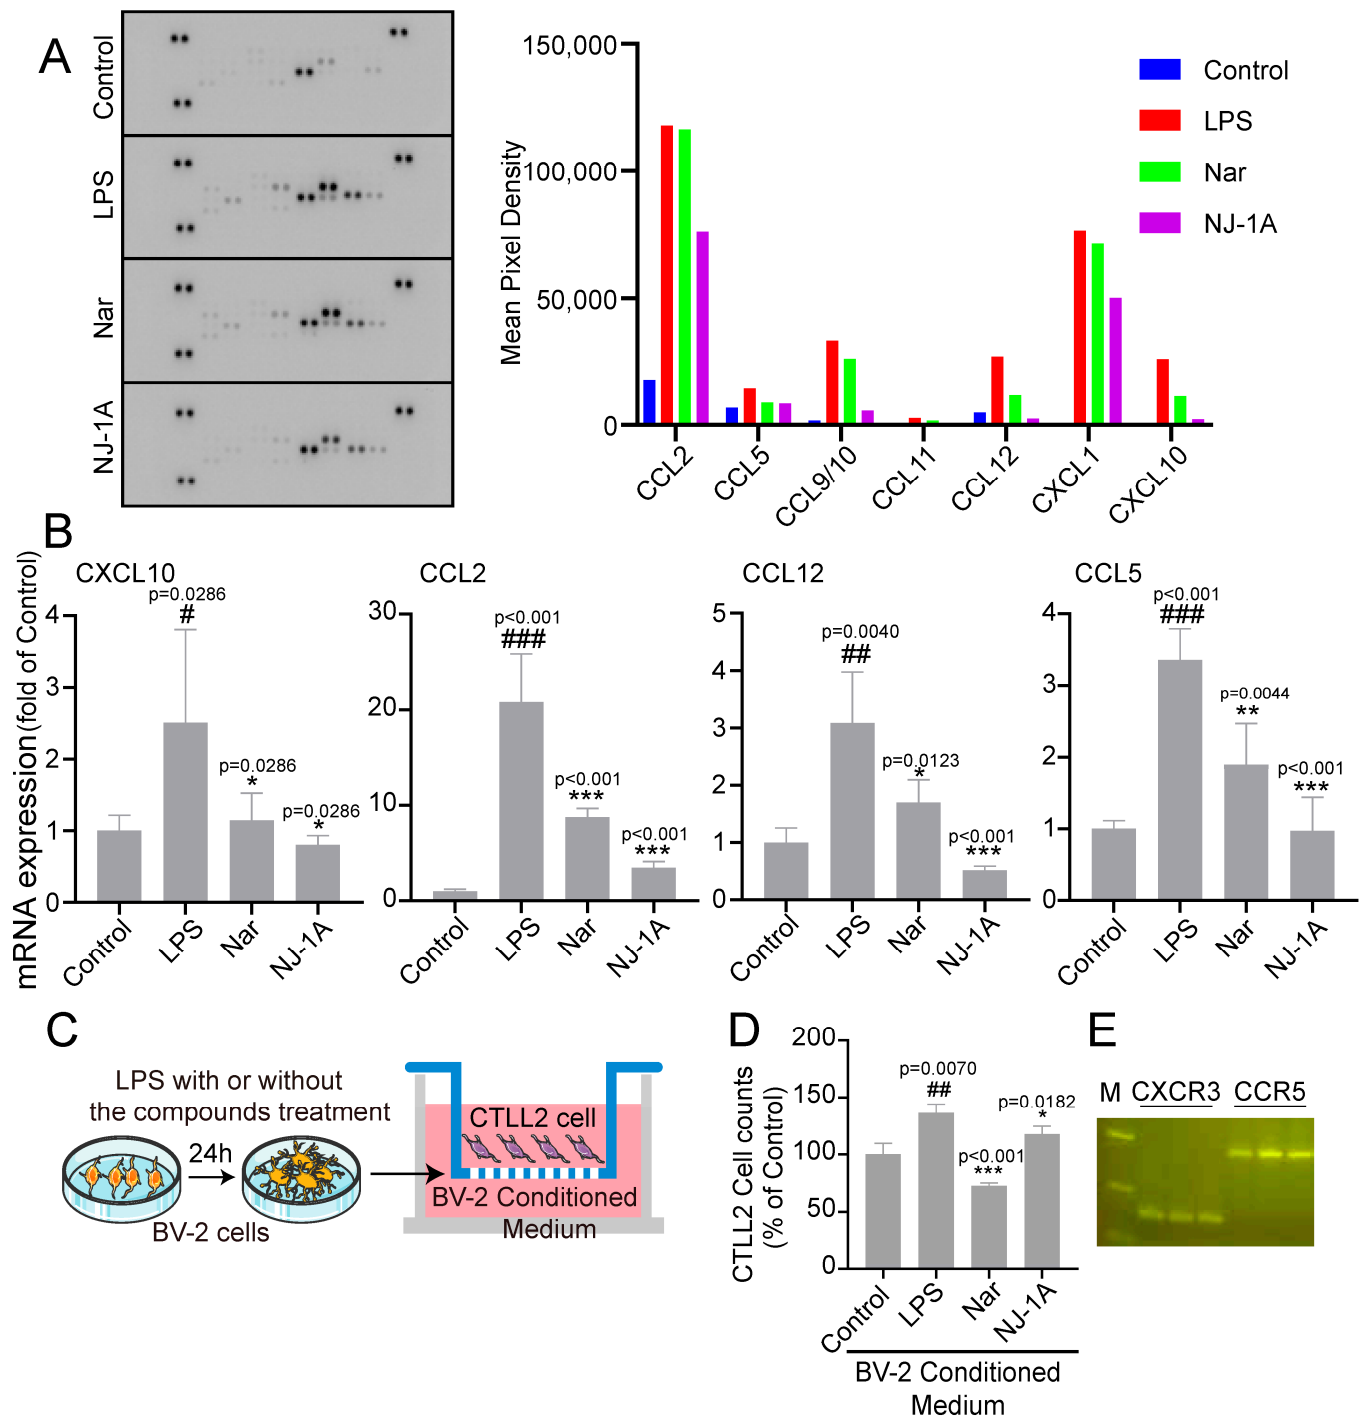 A
Control
LPS
Nar
NJ-1A
Mean Pixel Density
150,000
100,000
50,000
0
CCL2
CCL5
CCL9/10
CCL11
CCL12
CXCL1
CXCL10
Control
LPS
Nar
NJ-1A
B
mRNA expression (fold of Control)
CXCL10
p=0.0286
#
p=0.0286
*
p=0.0286
*
4
3
2
1
0
Control
LPS
Nar
NJ-1A
CCL2
p<0.001
###
p<0.001
***
p<0.001
***
30
20
10
0
Control
LPS
Nar
NJ-1A
CCL12
p=0.0040
##
p=0.0123
*
p<0.001
***
5
4
3
2
1
0
Control
LPS
Nar
NJ-1A
CCL5
p<0.001
###
p=0.0044
**
p<0.001
***
4
3
2
1
0
Control
LPS
Nar
NJ-1A
C
LPS with or without
the compounds treatment
24h
BV-2 cells
CTLL2 cell
BV-2 Conditioned
Medium
D
CTLL2 Cell counts
(% of Control)
200
150
100
50
0
p=0.0070
##
p<0.001
***
p=0.0182
*
Control
LPS
Nar
NJ-1A
BV-2 Conditioned
Medium
E
M CXCR3 CCR5